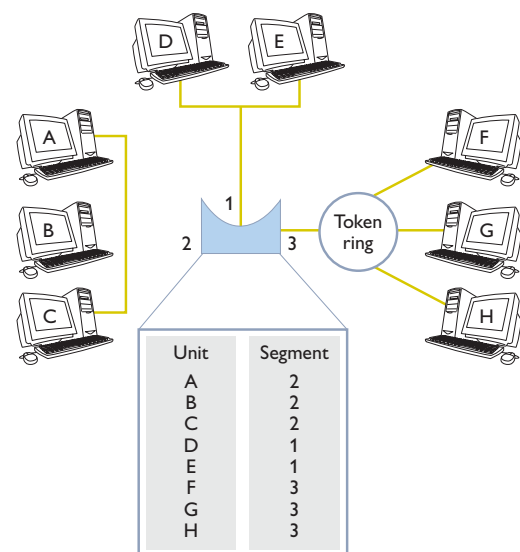 D E
A F
1
B 2 3 Token ring G
C H
Unit Segment
A 2
B 2
C 2
D 1
E 1
F 3
G 3
H 3